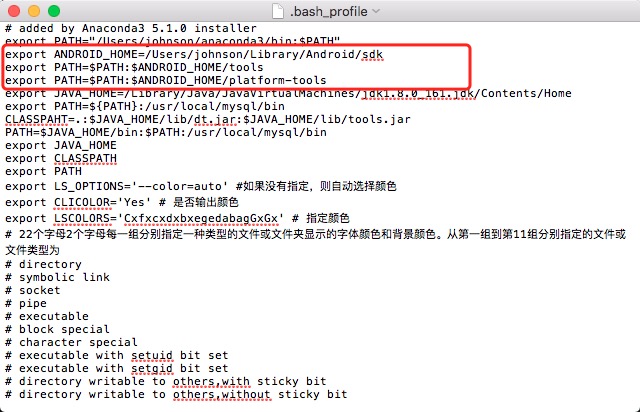 .bash_profile
# added by Anaconda3 5.1.0 installer
export PATH="/Users/johnson/anaconda3/bin:$PATH"
export ANDROID_HOME=/Users/johnson/Library/Android/sdk
export PATH=$PATH:$ANDROID_HOME/tools
export PATH=$PATH:$ANDROID_HOME/platform-tools
export JAVA_HOME=/Library/Java/JavaVirtualMachines/jdk1.8.0_161.jdk/Contents/Home
export PATH=${PATH}:/usr/local/mysql/bin
CLASSPAHT=.:$JAVA_HOME/lib/dt.jar:$JAVA_HOME/lib/tools.jar
PATH=$JAVA_HOME/bin:$PATH:/usr/local/mysql/bin
export JAVA_HOME
export CLASSPATH
export PATH
export LS_OPTIONS='--color=auto' #如果没有指定，则自动选择颜色
export CLICOLOR='Yes' # 是否输出颜色
export LSCOLORS='CxfxcxdxbxegedabagGxGx' # 指定颜色
# 22个字母2个字母每一组分别指定一种类型的文件或文件夹显示的字体颜色和背景颜色。从第一组到第11组分别指定的文件或
文件类型为
# directory
# symbolic link
# socket
# pipe
# executable
# block special
# character special
# executable with setuid bit set
# executable with setgid bit set
# directory writable to others,with sticky bit
# directory writable to others,without sticky bit